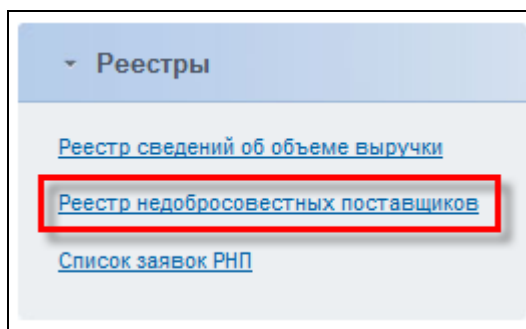 Реестры
Реестр сведений об объеме выручки
Реестр недобросовестных поставщиков
Список заявок РНП